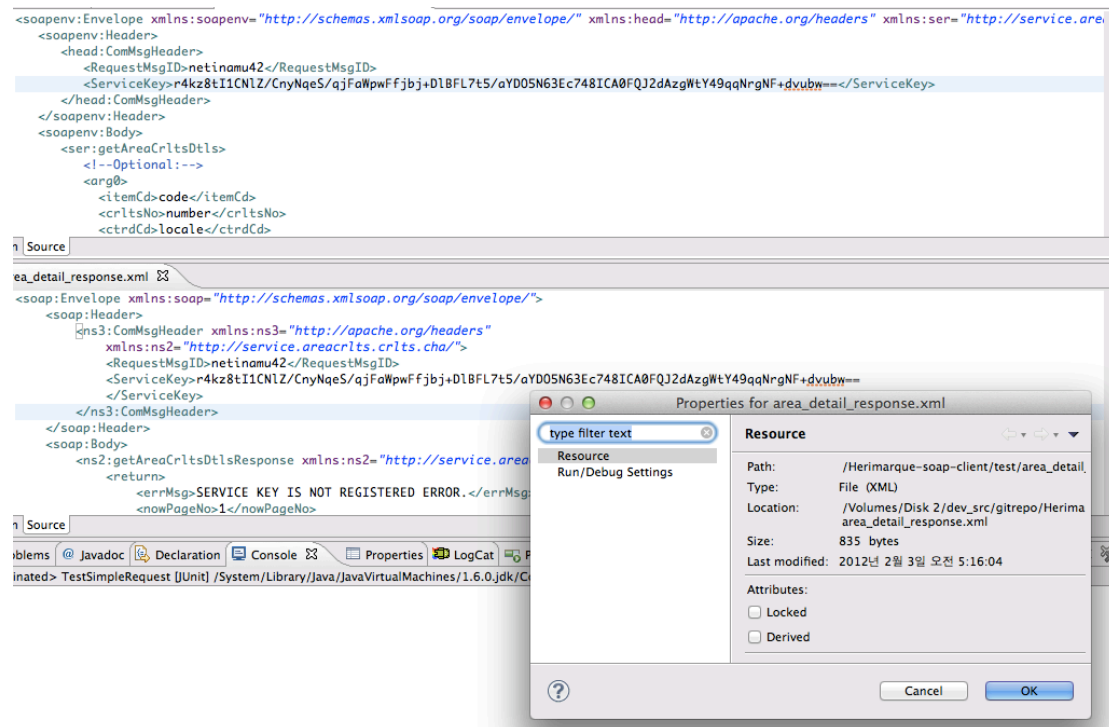 <soapenv:Envelope xmlns:soapenv="http://schemas.xmlsoap.org/soap/envelope/" xmlns:head="http://apache.org/headers" xmlns:ser="http://service.are
<soapenv:Header>
<head:ComMsgHeader>
<RequestMsgID>netinamu42</RequestMsgID>
<ServiceKey>r4kz8tI1CNlZ/CnyNqeS/qjFaWpwFfjbj+DlBFL7t5/aYDO5N63Ec748ICA0FQJ2dAzgWtY49qqNrgNF+dvubw==</ServiceKey>
</head:ComMsgHeader>
</soapenv:Header>
<soapenv:Body>
<ser:getAreaCrltsDtls>
<!--Optional:-->
<arg0>
<itemCd>code</itemCd>
<crltsNo>number</crltsNo>
<ctrdCd>locale</ctrdCd>
n Source
ea_detail_response.xml
<soap:Envelope xmlns:soap="http://schemas.xmlsoap.org/soap/envelope/">
<soap:Header>
<ns3:ComMsgHeader xmlns:ns3="http://apache.org/headers"
xmlns:ns2="http://service.areacrlts.crlts.cha/">
<RequestMsgID>netinamu42</RequestMsgID>
<ServiceKey>r4kz8tI1CNlZ/CnyNqeS/qjFaWpwFfjbj+DlBFL7t5/aYDO5N63Ec748ICA0FQJ2dAzgWtY49qqNrgNF+dvubw==
</ServiceKey>
</ns3:ComMsgHeader>
</soap:Header>
<soap:Body>
<ns2:getAreaCrltsDtlsResponse xmlns:ns2="http://service.area
<return>
<errMsg>SERVICE KEY IS NOT REGISTERED ERROR.</errMsg>
<nowPageNo>1</nowPageNo>
n Source
oblems @ Javadoc Declaration Console Properties LogCat P
inated> TestSimpleRequest [JUnit] /System/Library/Java/JavaVirtualMachines/1.6.0.jdk/Co
Properties for area_detail_response.xml
type filter text
Resource
Run/Debug Settings
Resource
Path: /Herimarque-soap-client/test/area_detail_
Type: File (XML)
Location: /Volumes/Disk 2/dev_src/gitrepo/Herima
area_detail_response.xml
Size: 835 bytes
Last modified: 2012년 2월 3일 오전 5:16:04
Attributes:
Locked
Derived
? Cancel OK